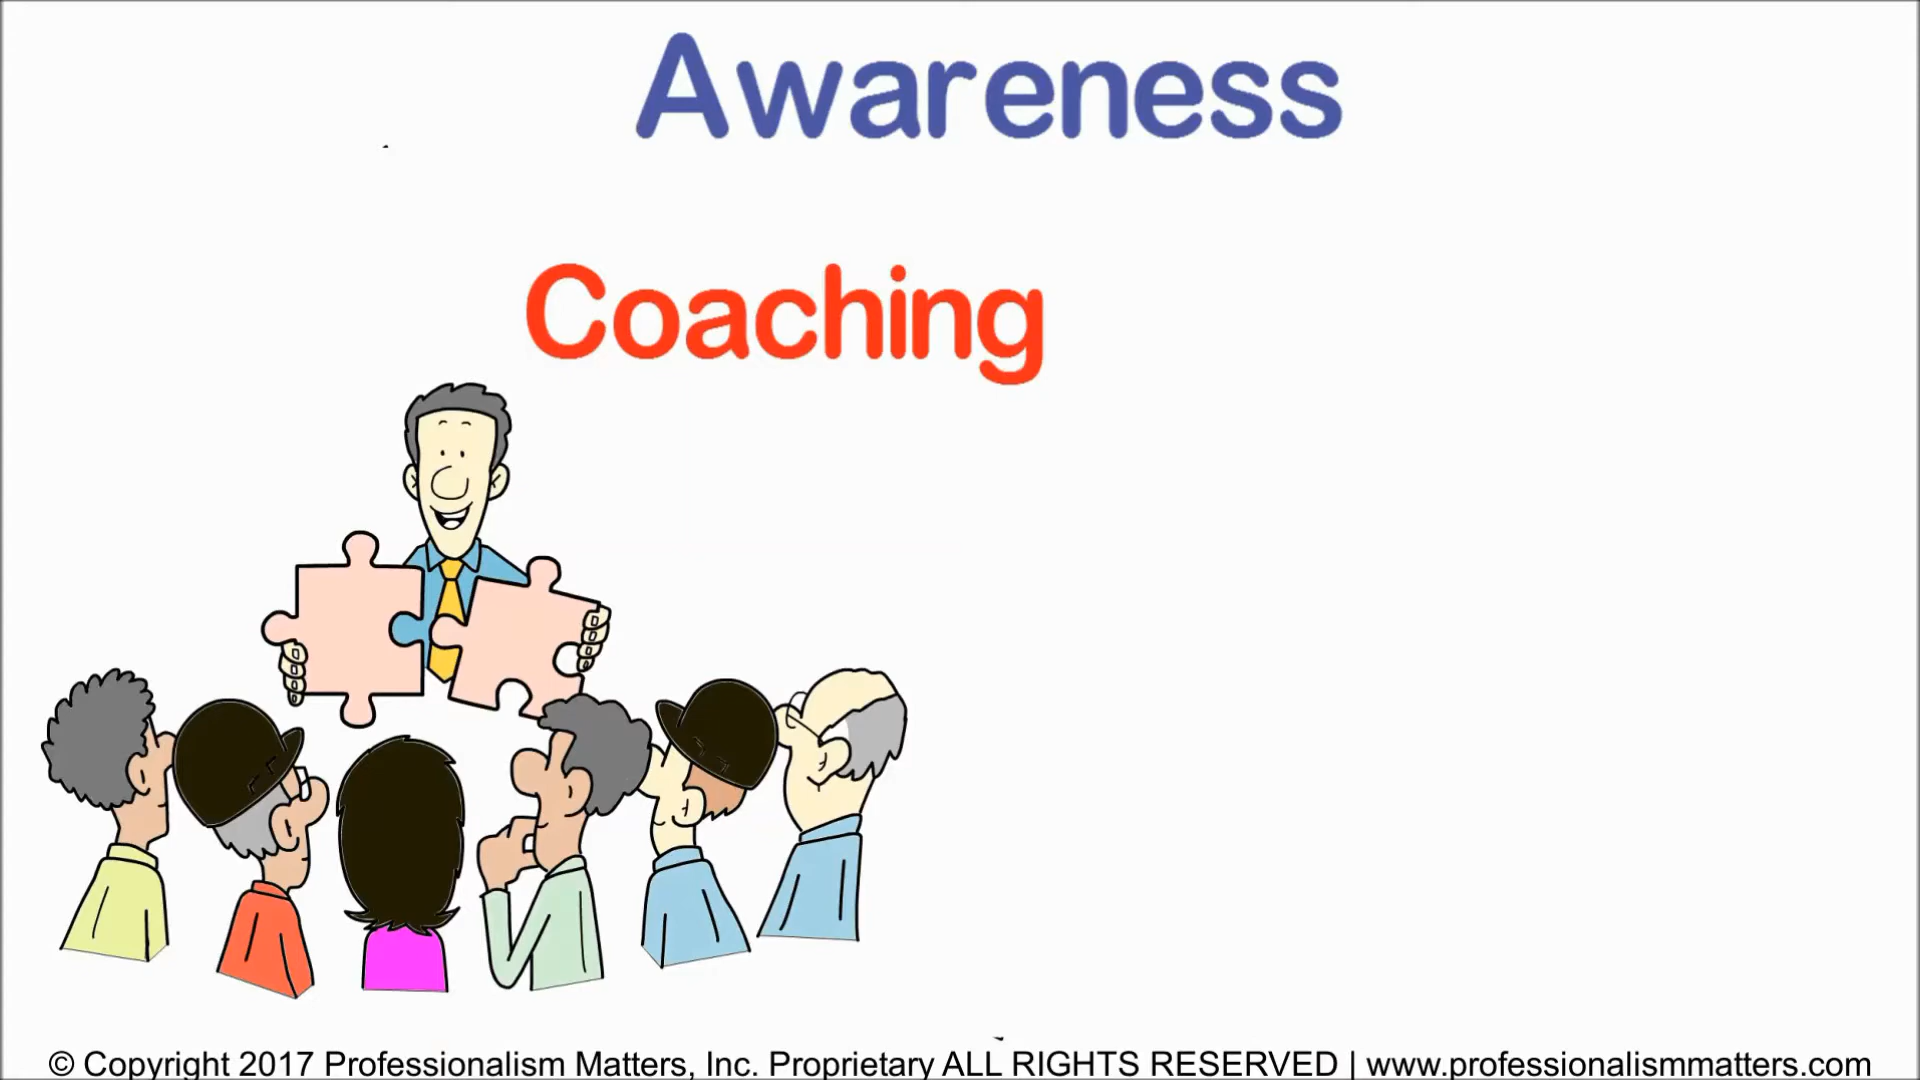 Awareness
Coaching
© Copyright 2017 Professionalism Matters, Inc. Proprietary ALL RIGHTS RESERVED | www.professionalismmatters.com